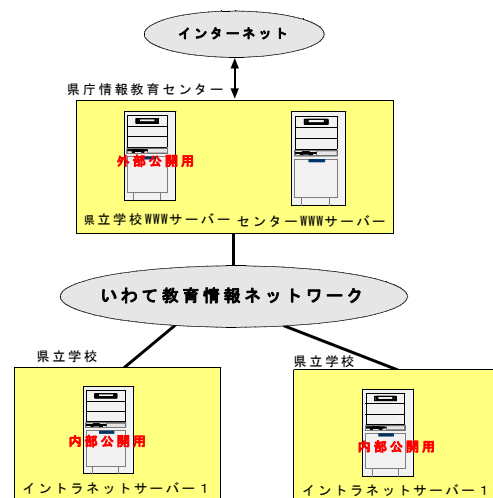 インターネット
県庁情報教育センター
外部公開用
県立学校WWWサーバー
センターWWWサーバー
いわて教育情報ネットワーク
県立学校
県立学校
内部公開用
内部公開用
イントラネットサーバー１
イントラネットサーバー１